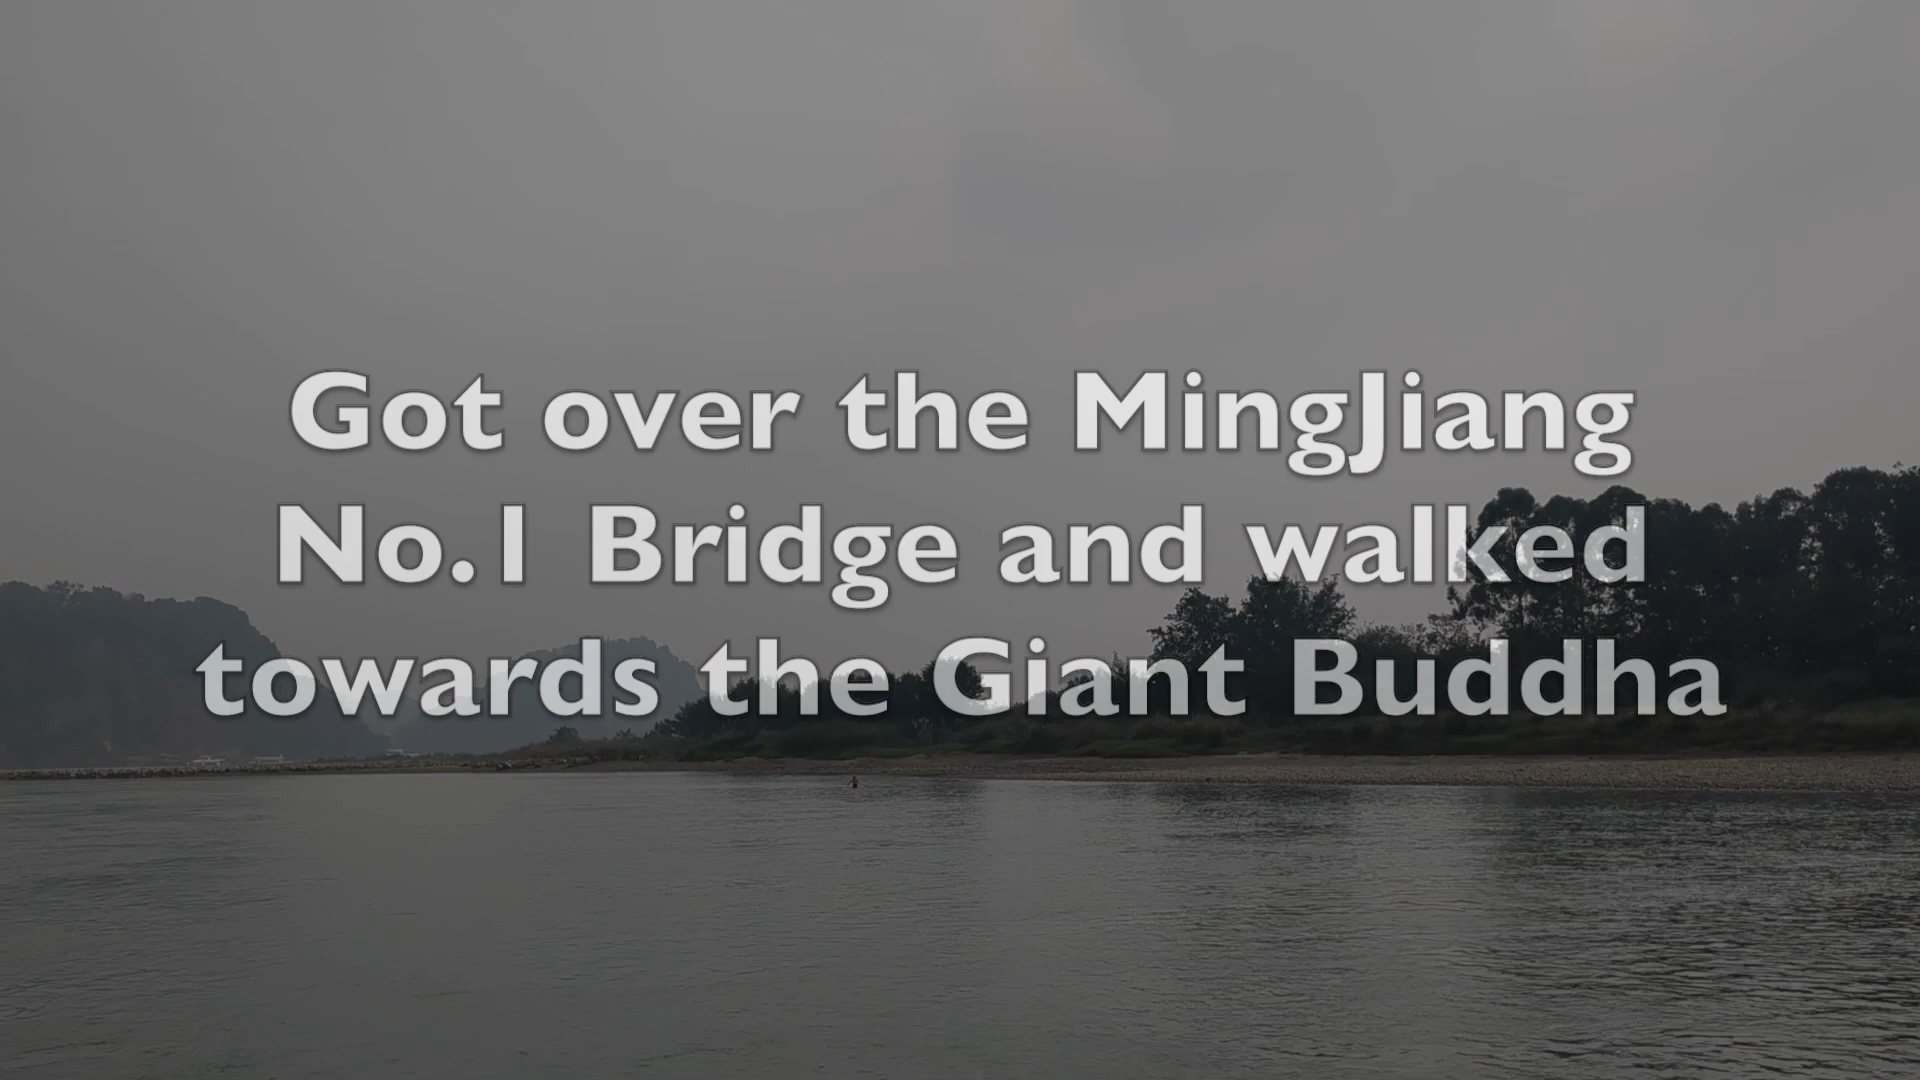 Got over the MingJiang
No.1 Bridge and walked
towards the Giant Buddha